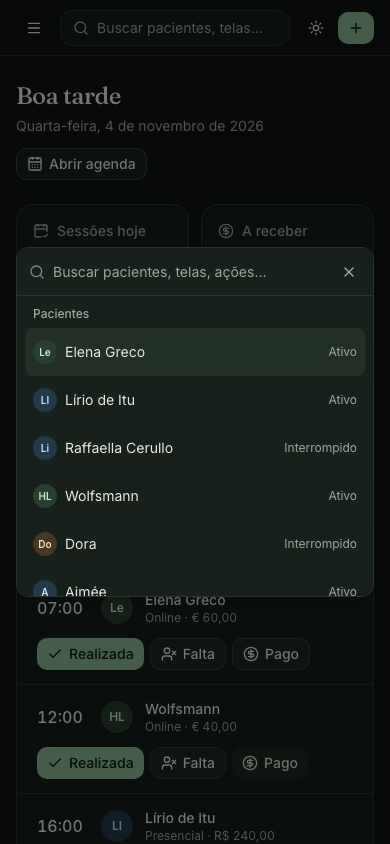 Buscar pacientes, telas...
Boa tarde
Quarta-feira, 4 de novembro de 2026
Abrir agenda
Sessões hoje
A receber
Buscar pacientes, telas, ações...
Pacientes
Le Elena Greco Ativo
LI Lírio de Itu Ativo
Li Raffaella Cerullo Interrompido
HL Wolfsmann Ativo
Do Dora Interrompido
A Aimée Ativo
07:00 Le Elena Greco
Online · € 60,00
Realizada Falta Pago
12:00 HL Wolfsmann
Online · € 40,00
Realizada Falta Pago
16:00 LI Lírio de Itu
Presencial · R$ 240,00